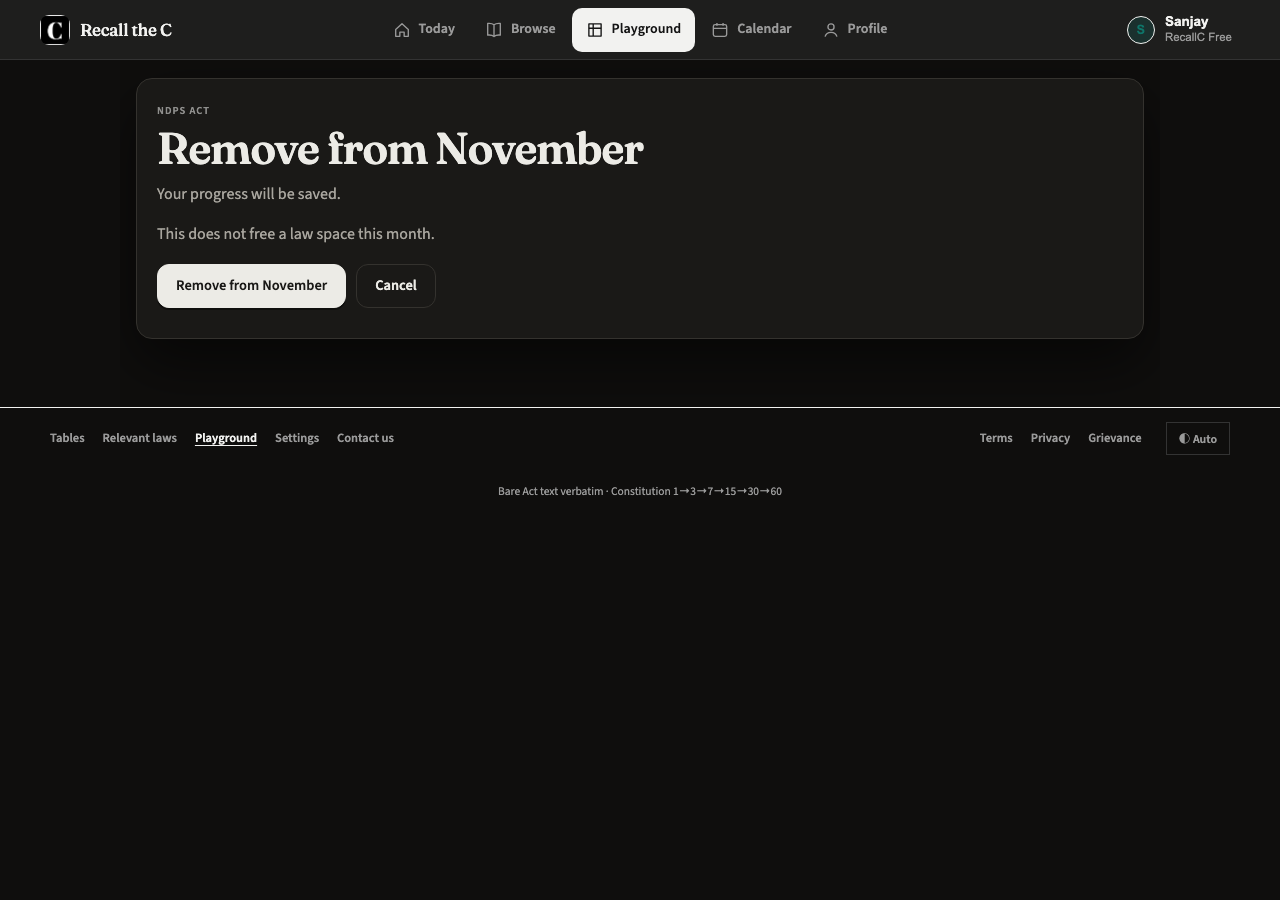 C Recall the C
Today
Browse
Playground
Calendar
Profile
S
Sanjay
RecallC Free
NDPS ACT
Remove from November
Your progress will be saved.
This does not free a law space this month.
Remove from November
Cancel
Tables
Relevant laws
Playground
Settings
Contact us
Terms
Privacy
Grievance
Auto
Bare Act text verbatim · Constitution 1→3→7→15→30→60